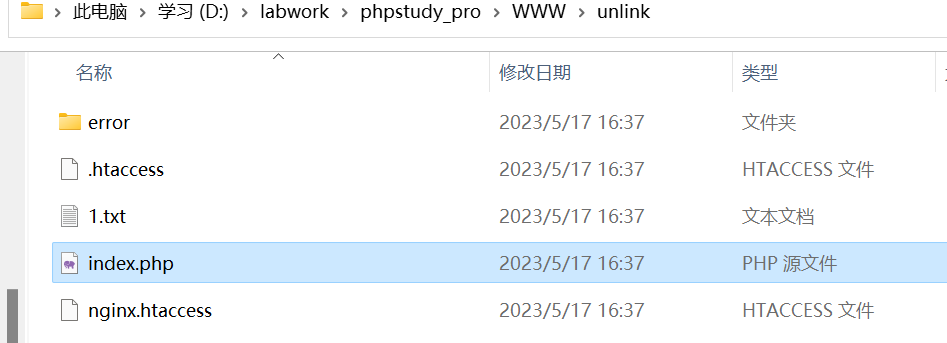 此电脑 > 学习 (D:) > labwork > phpstudy_pro > WWW > unlink
名称 修改日期 类型
error 2023/5/17 16:37 文件夹
.htaccess 2023/5/17 16:37 HTACCESS 文件
1.txt 2023/5/17 16:37 文本文档
index.php 2023/5/17 16:37 PHP 源文件
nginx.htaccess 2023/5/17 16:37 HTACCESS 文件